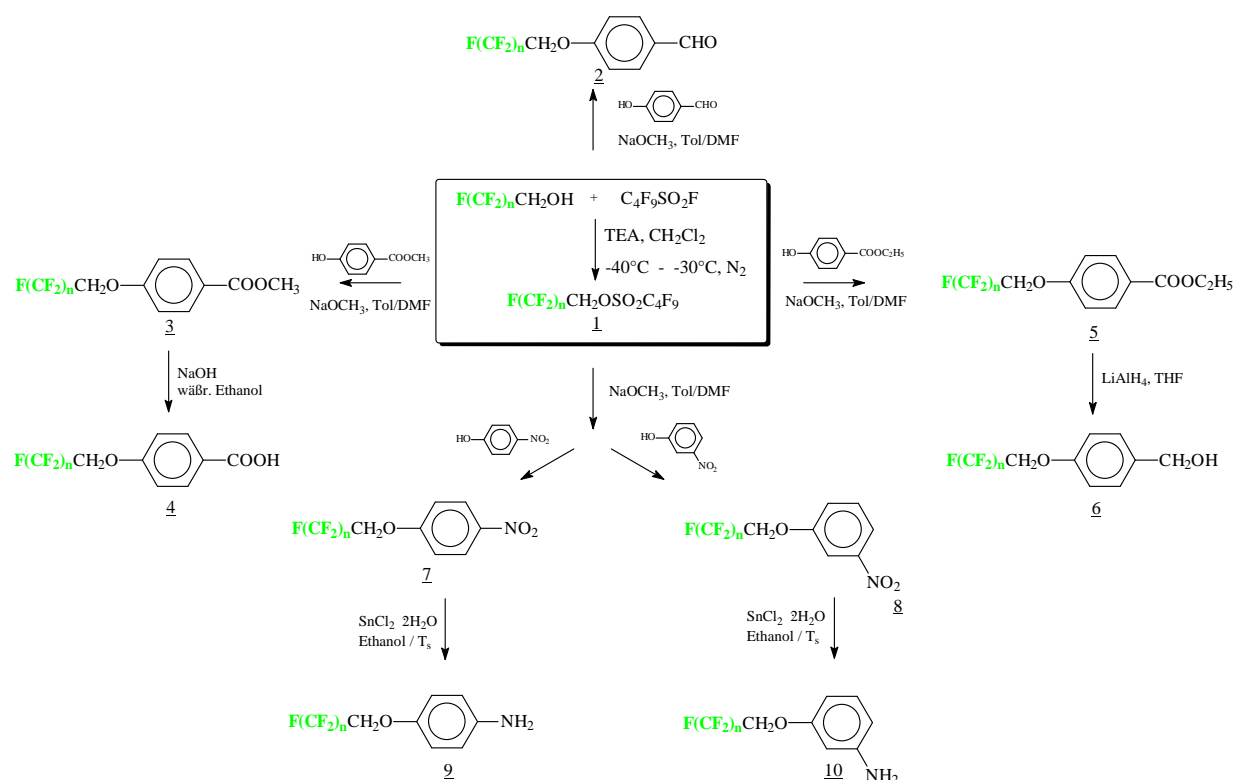 F(CF₂)ₙCH₂O CHO
2
HO CHO
NaOCH₃, Tol/DMF
F(CF₂)ₙCH₂OH + C₄F₉SO₂F
TEA, CH₂Cl₂
-40°C - -30°C, N₂
F(CF₂)ₙCH₂OSO₂C₄F₉
1
HO COOCH₃
NaOCH₃, Tol/DMF
F(CF₂)ₙCH₂O COOCH₃
3
NaOH
wäßr. Ethanol
F(CF₂)ₙCH₂O COOH
4
HO COOC₂H₅
NaOCH₃, Tol/DMF
F(CF₂)ₙCH₂O COOC₂H₅
5
LiAlH₄, THF
F(CF₂)ₙCH₂O CH₂OH
6
NaOCH₃, Tol/DMF
HO NO₂
HO
NO₂
F(CF₂)ₙCH₂O NO₂
7
SnCl₂ 2H₂O
Ethanol / Tₛ
F(CF₂)ₙCH₂O NH₂
9
F(CF₂)ₙCH₂O
NO₂
8
SnCl₂ 2H₂O
Ethanol / Tₛ
F(CF₂)ₙCH₂O
NH₂
10